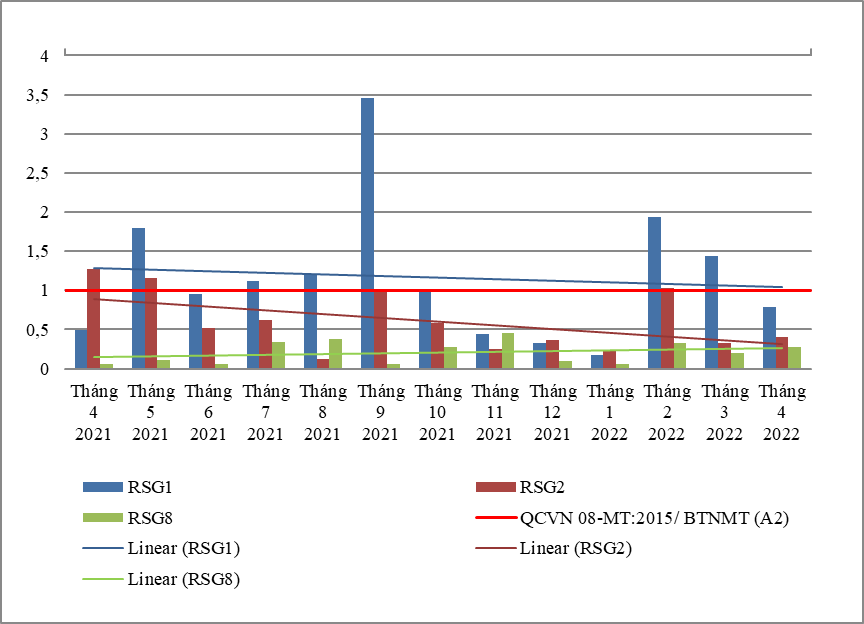 4
3,5
3
2,5
2
1,5
1
0,5
0
Tháng Tháng Tháng Tháng Tháng Tháng Tháng Tháng Tháng Tháng Tháng Tháng Tháng
4 5 6 7 8 9 10 11 12 1 2 3 4
2021 2021 2021 2021 2021 2021 2021 2021 2021 2022 2022 2022 2022
RSG1 RSG2
RSG8 QCVN 08-MT:2015/ BTNMT (A2)
Linear (RSG1) Linear (RSG2)
Linear (RSG8)